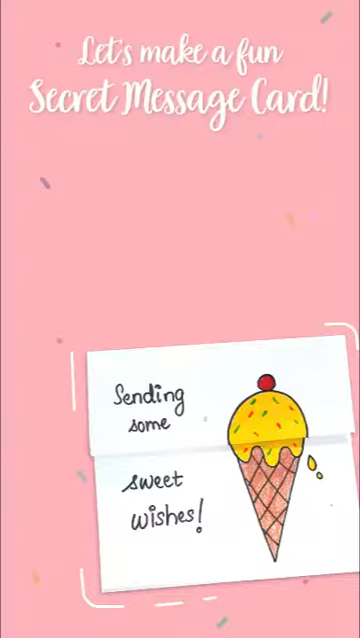 Let's make a fun
Secret Message Card!
Sending
some
sweet
wishes!